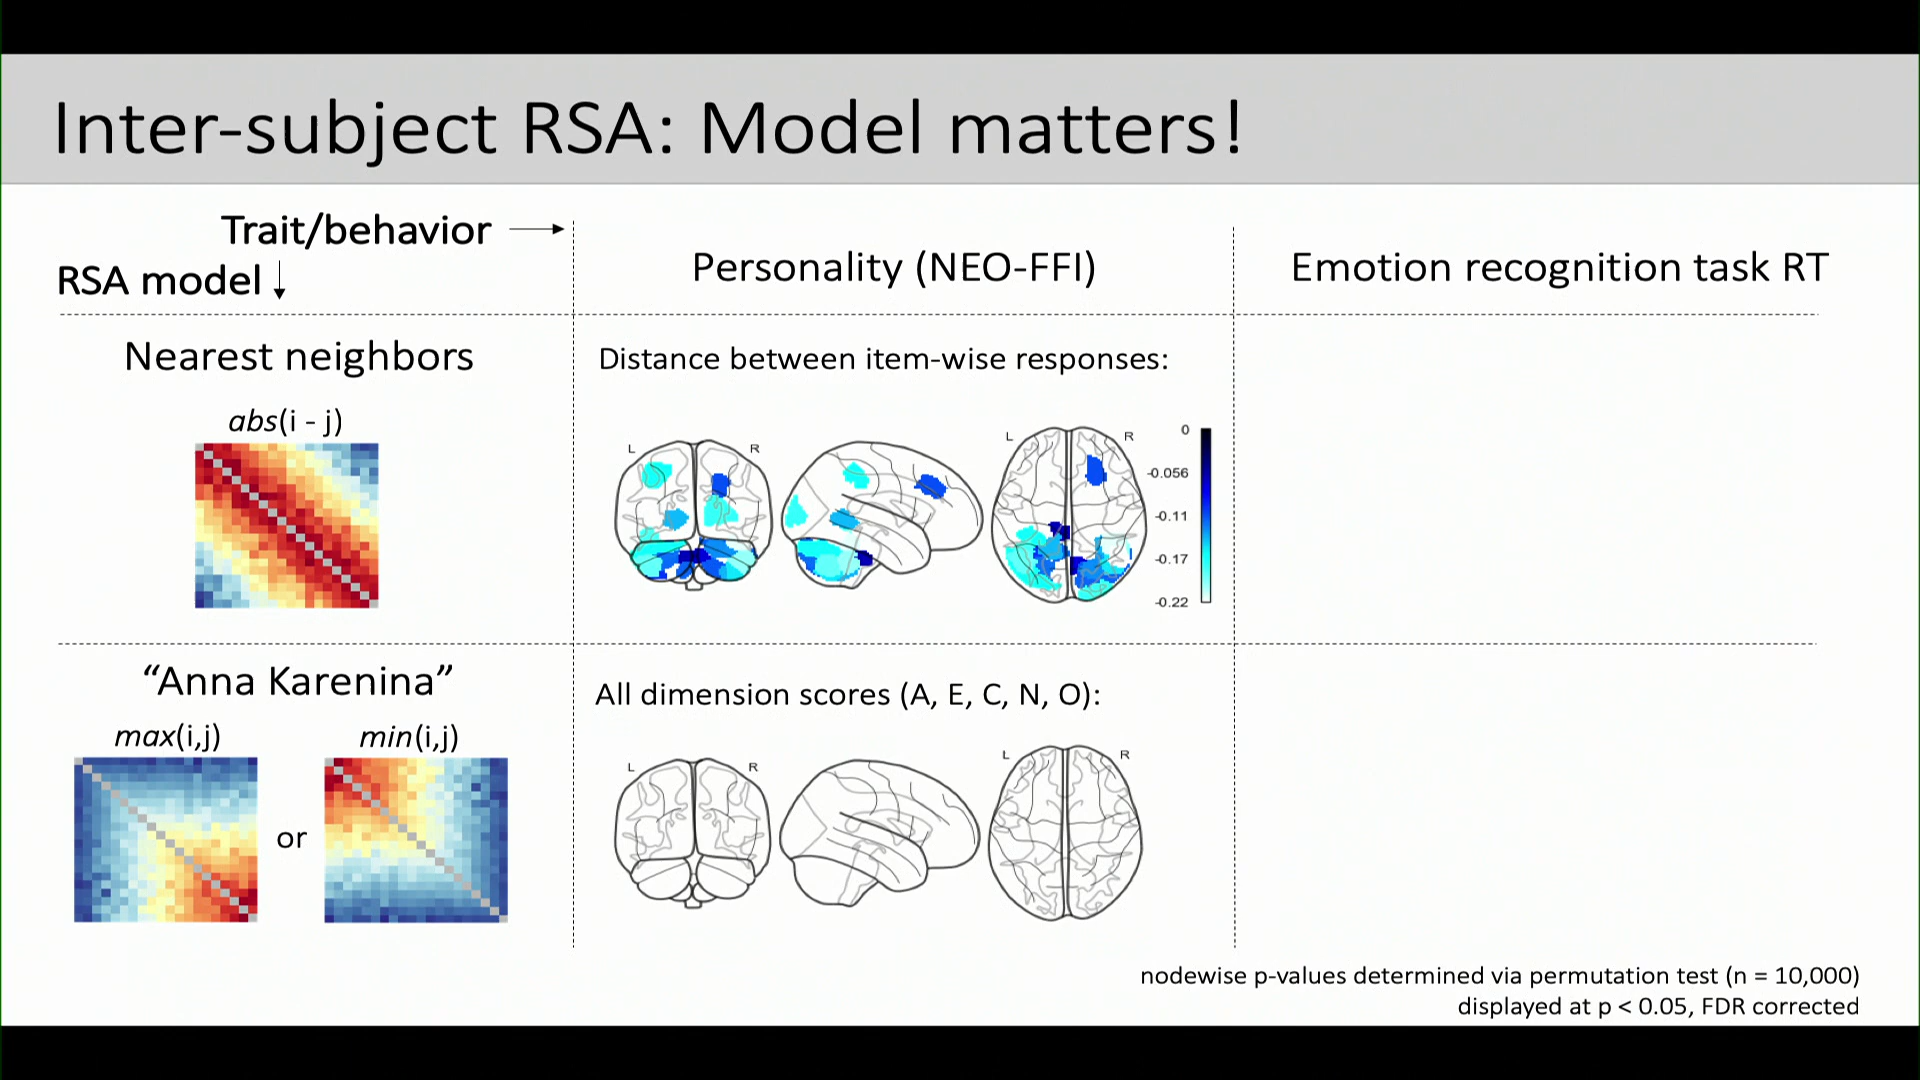 Inter-subject RSA: Model matters!
Trait/behavior
RSA model
Personality (NEO-FFI)
Emotion recognition task RT
Nearest neighbors
abs(i - j)
Distance between item-wise responses:
L
R
L
R
0
-0.056
-0.11
-0.17
-0.22
“Anna Karenina”
max(i,j)
or
min(i,j)
All dimension scores (A, E, C, N, O):
L
R
L
R
nodewise p-values determined via permutation test (n = 10,000)
displayed at p < 0.05, FDR corrected